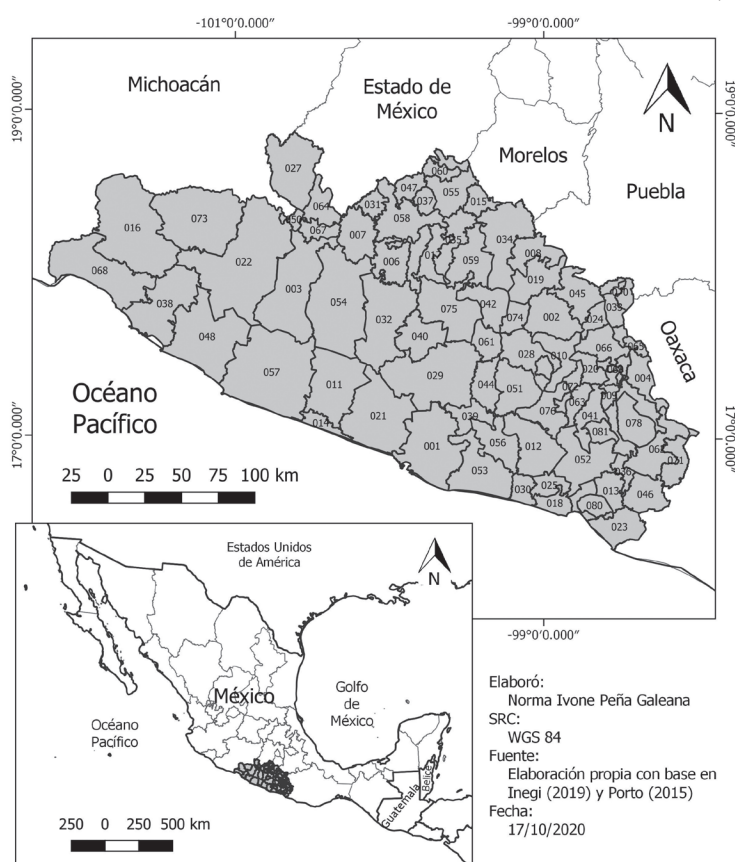 -101°0'0.000"
-99°0'0.000"
19°0'0.000"
19°0'0.000"
Michoacán
Estado de
México
Morelos
Puebla
N
027
060
047
055
031
037
015
064
016
073
058
050
067
007
034
022
006
059
008
068
019
045
003
054
038
075
042
074
002
024
032
048
040
061
066
028
010
020
004
Oaxaca
057
011
029
044
051
009
063
041
078
076
021
014
039
081
Océano
Pacífico
17°0'0.000"
17°0'0.000"
001
056
012
052
053
013
046
030
025
018
080
023
25 0 25 50 75 100 km
-99°0'0.000"
Estados Unidos
de América
N
México
Golfo
de México
Océano
Pacífico
Guatemala
Belice
250 0 250 500 km
Elaboró:
Norma Ivone Peña Galeana
SRC:
WGS 84
Fuente:
Elaboración propia con base en
Inegi (2019) y Porto (2015)
Fecha:
17/10/2020